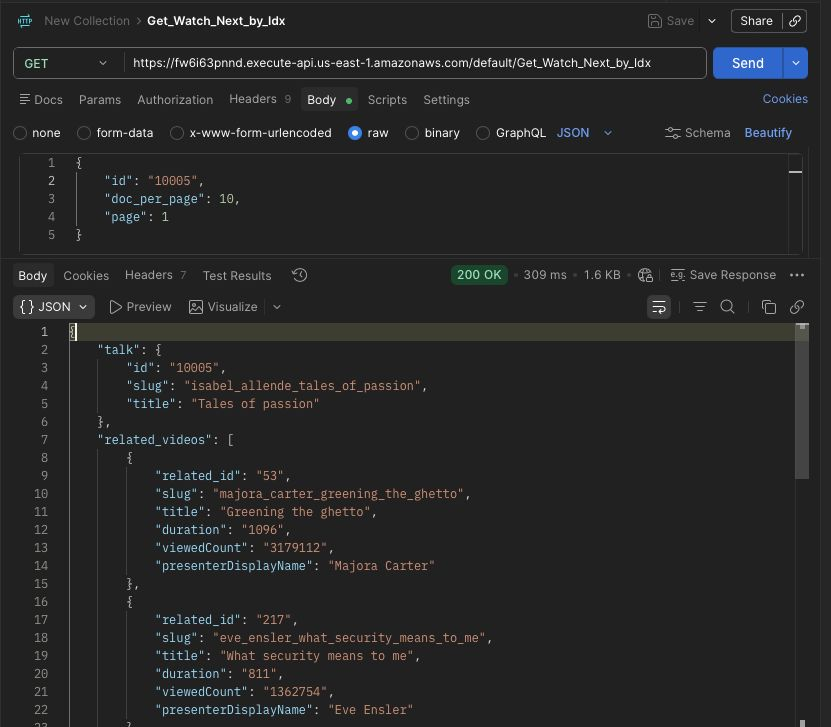 HTTP New Collection > Get_Watch_Next_by_Idx Save Share
GET https://fw6i63pnnd.execute-api.us-east-1.amazonaws.com/default/Get_Watch_Next_by_Idx Send
Docs Params Authorization Headers 9 Body Scripts Settings Cookies
none form-data x-www-form-urlencoded raw binary GraphQL JSON Schema Beautify
1 {
2 "id": "10005",
3 "doc_per_page": 10,
4 "page": 1
5 }
Body Cookies Headers 7 Test Results 200 OK • 309 ms • 1.6 KB • e.g. Save Response
{} JSON Preview Visualize
1 {
2 "talk": {
3 "id": "10005",
4 "slug": "isabel_allende_tales_of_passion",
5 "title": "Tales of passion"
6 },
7 "related_videos": [
8 {
9 "related_id": "53",
10 "slug": "majora_carter_greening_the_ghetto",
11 "title": "Greening the ghetto",
12 "duration": "1096",
13 "viewedCount": "3179112",
14 "presenterDisplayName": "Majora Carter"
15 },
16 {
17 "related_id": "217",
18 "slug": "eve_ensler_what_security_means_to_me",
19 "title": "What security means to me",
20 "duration": "811",
21 "viewedCount": "1362754",
22 "presenterDisplayName": "Eve Ensler"